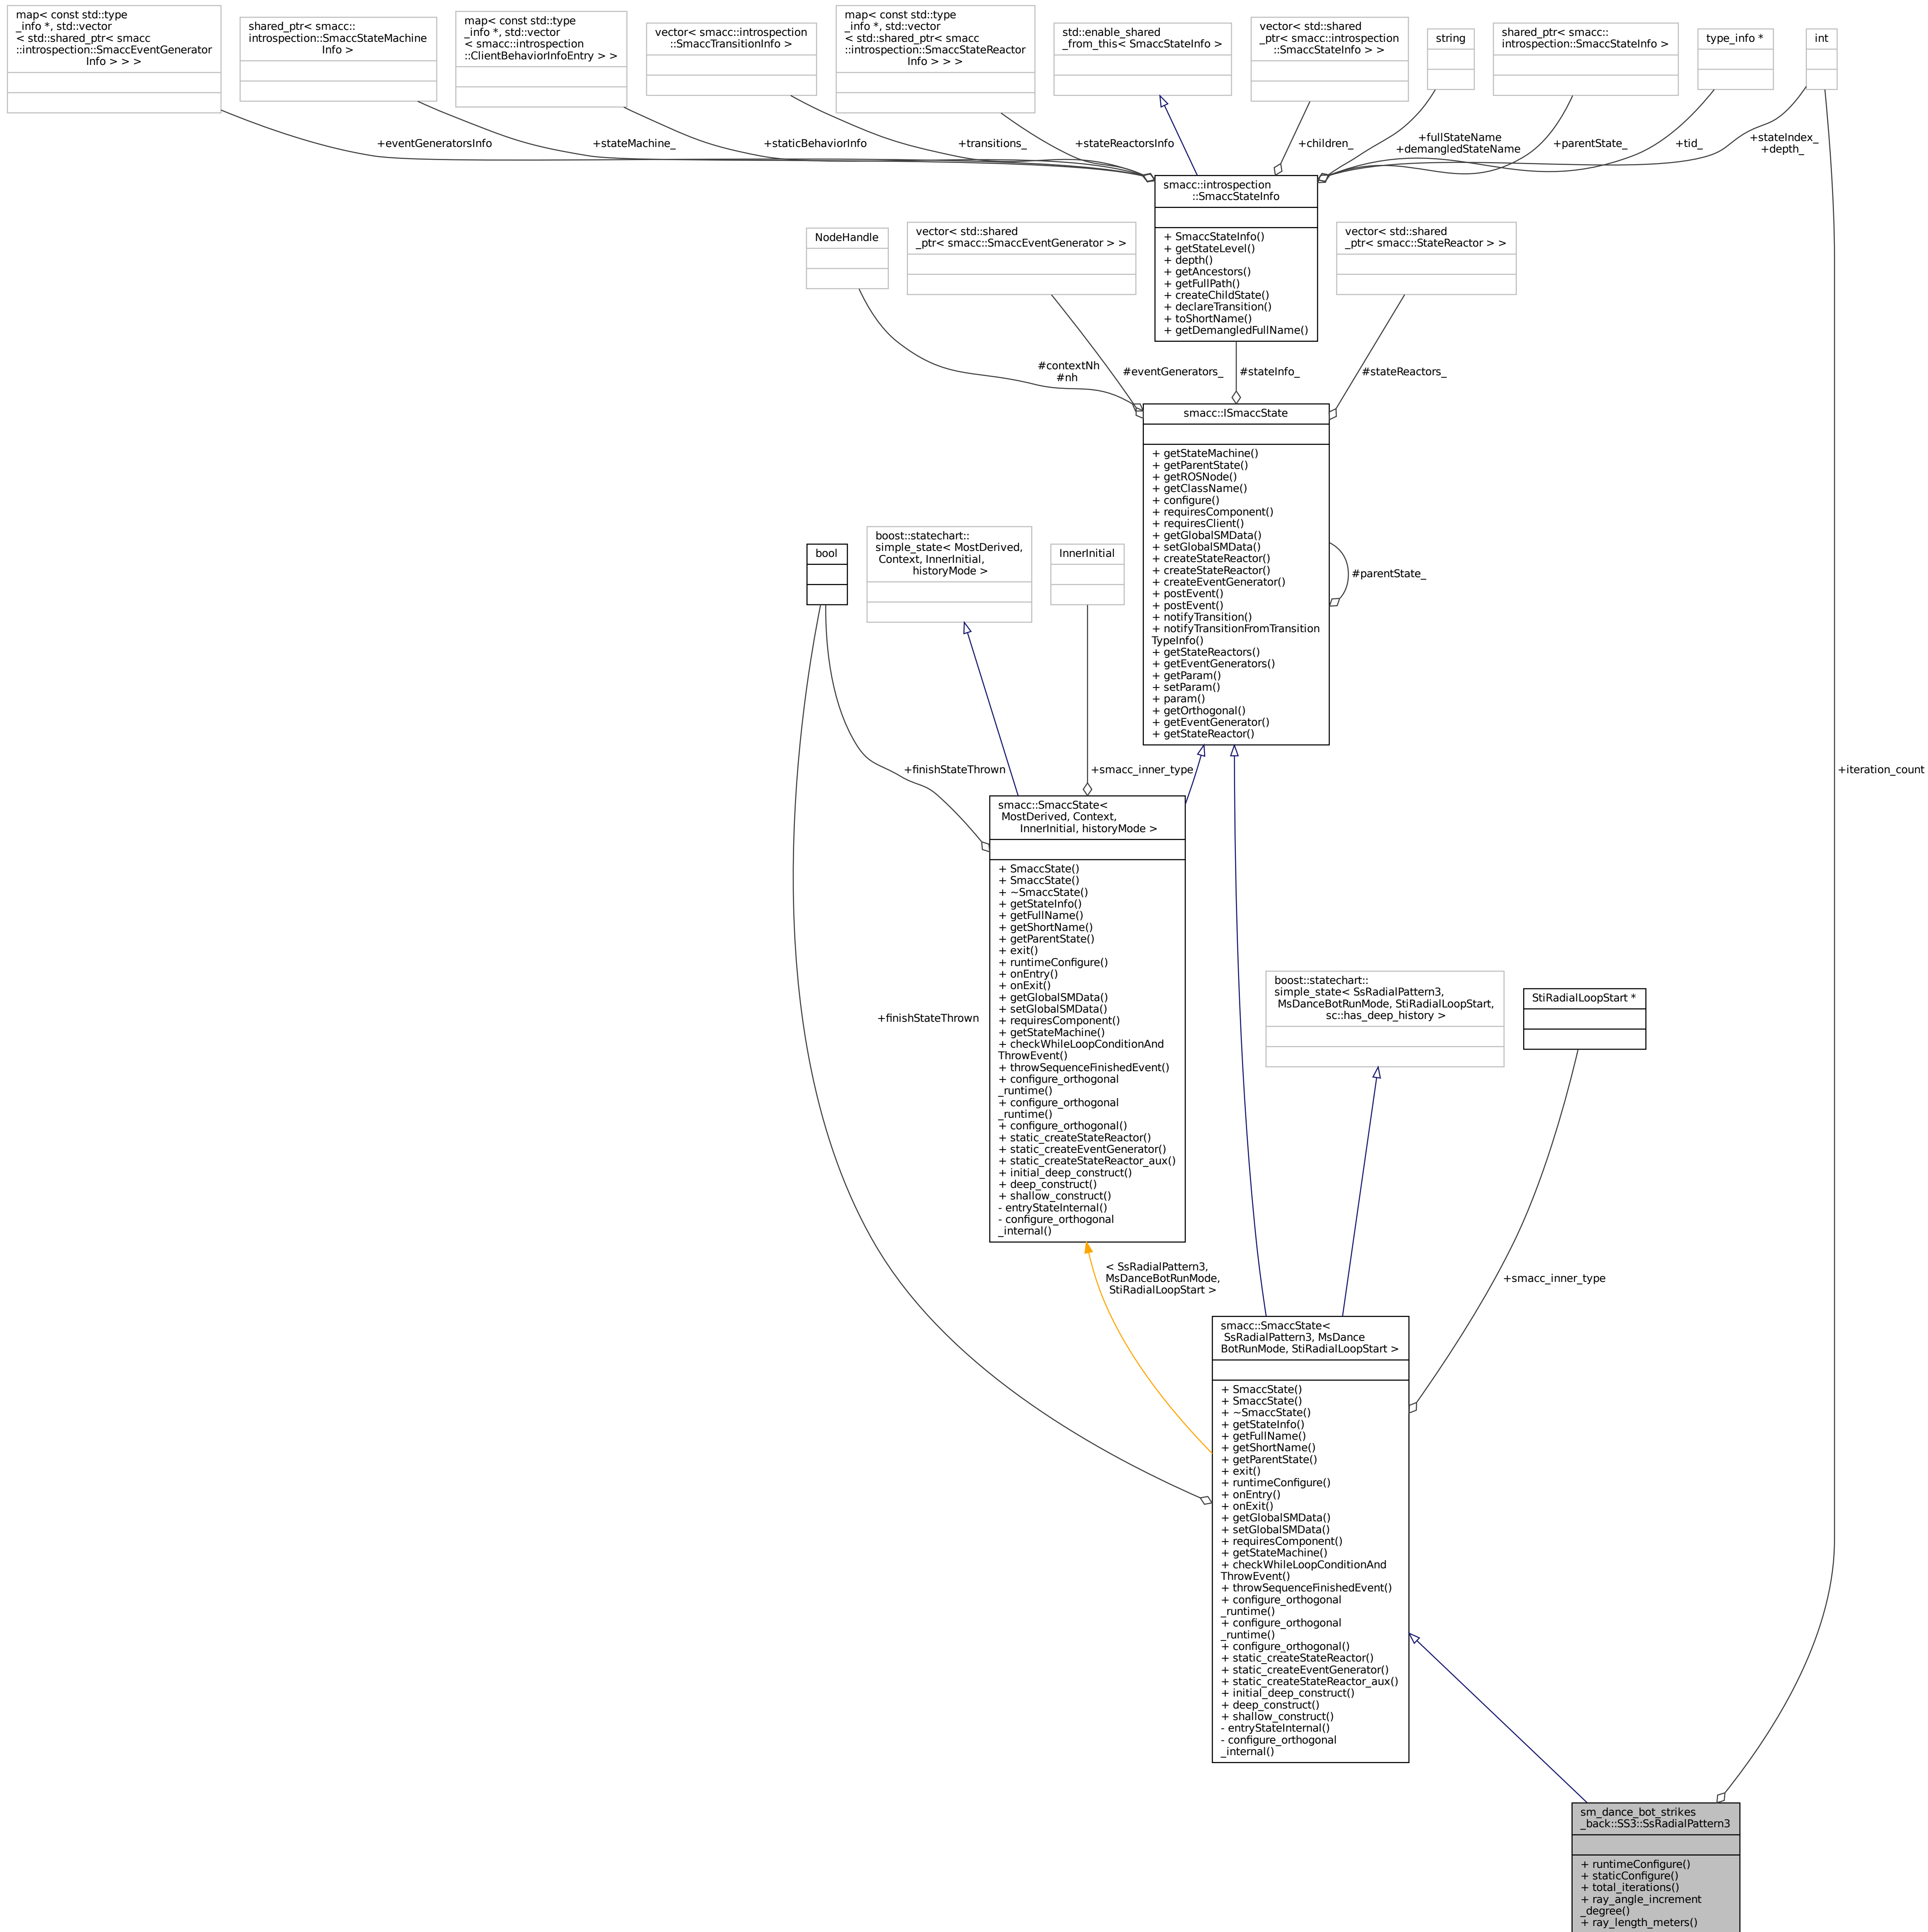 map< const std::type
_info *, std::vector
< std::shared_ptr< smacc
::introspection::SmaccEventGenerator
Info > > >
shared_ptr< smacc::
introspection::SmaccStateMachine
Info >
map< const std::type
_info *, std::vector
< smacc::introspection
::ClientBehaviorInfoEntry > >
vector< smacc::introspection
::SmaccTransitionInfo >
map< const std::type
_info *, std::vector
< std::shared_ptr< smacc
::introspection::SmaccStateReactor
Info > > >
std::enable_shared
_from_this< SmaccStateInfo >
vector< std::shared
_ptr< smacc::introspection
::SmaccStateInfo > >
string
shared_ptr< smacc::
introspection::SmaccStateInfo >
type_info *
int
+eventGeneratorsInfo
+stateMachine_
+staticBehaviorInfo
+transitions_
+stateReactorsInfo
+children_
+fullStateName
+demangledStateName
+parentState_
+tid_
+stateIndex_
+depth_
smacc::introspection
::SmaccStateInfo
+ SmaccStateInfo()
+ getStateLevel()
+ depth()
+ getAncestors()
+ getFullPath()
+ createChildState()
+ declareTransition()
+ toShortName()
+ getDemangledFullName()
NodeHandle
vector< std::shared
_ptr< smacc::SmaccEventGenerator > >
vector< std::shared
_ptr< smacc::StateReactor > >
#contextNh
#nh
#eventGenerators_
#stateInfo_
#stateReactors_
smacc::ISmaccState
+ getStateMachine()
+ getParentState()
+ getROSNode()
+ getClassName()
+ configure()
+ requiresComponent()
+ requiresClient()
+ getGlobalSMData()
+ setGlobalSMData()
+ createStateReactor()
+ createStateReactor()
+ createEventGenerator()
+ postEvent()
+ postEvent()
+ notifyTransition()
+ notifyTransitionFromTransition
TypeInfo()
+ getStateReactors()
+ getEventGenerators()
+ getParam()
+ setParam()
+ param()
+ getOrthogonal()
+ getEventGenerator()
+ getStateReactor()
#parentState_
bool
boost::statechart::
simple_state< MostDerived,
Context, InnerInitial,
historyMode >
InnerInitial
+finishStateThrown
+smacc_inner_type
+iteration_count
smacc::SmaccState<
MostDerived, Context,
InnerInitial, historyMode >
+ SmaccState()
+ SmaccState()
+ ~SmaccState()
+ getStateInfo()
+ getFullName()
+ getShortName()
+ getParentState()
+ exit()
+ runtimeConfigure()
+ onEntry()
+ onExit()
+ getGlobalSMData()
+ setGlobalSMData()
+ requiresComponent()
+ getStateMachine()
+ checkWhileLoopConditionAnd
ThrowEvent()
+ throwSequenceFinishedEvent()
+ configure_orthogonal
_runtime()
+ configure_orthogonal
_runtime()
+ configure_orthogonal()
+ static_createStateReactor()
+ static_createEventGenerator()
+ static_createStateReactor_aux()
+ initial_deep_construct()
+ deep_construct()
+ shallow_construct()
- entryStateInternal()
- configure_orthogonal
_internal()
+finishStateThrown
boost::statechart::
simple_state< SsRadialPattern3,
MsDanceBotRunMode, StiRadialLoopStart,
sc::has_deep_history >
StiRadialLoopStart *
< SsRadialPattern3,
MsDanceBotRunMode,
StiRadialLoopStart >
+smacc_inner_type
smacc::SmaccState<
SsRadialPattern3, MsDance
BotRunMode, StiRadialLoopStart >
+ SmaccState()
+ SmaccState()
+ ~SmaccState()
+ getStateInfo()
+ getFullName()
+ getShortName()
+ getParentState()
+ exit()
+ runtimeConfigure()
+ onEntry()
+ onExit()
+ getGlobalSMData()
+ setGlobalSMData()
+ requiresComponent()
+ getStateMachine()
+ checkWhileLoopConditionAnd
ThrowEvent()
+ throwSequenceFinishedEvent()
+ configure_orthogonal
_runtime()
+ configure_orthogonal
_runtime()
+ configure_orthogonal()
+ static_createStateReactor()
+ static_createEventGenerator()
+ static_createStateReactor_aux()
+ initial_deep_construct()
+ deep_construct()
+ shallow_construct()
- entryStateInternal()
- configure_orthogonal
_internal()
sm_dance_bot_strikes
_back::SS3::SsRadialPattern3
+ runtimeConfigure()
+ staticConfigure()
+ total_iterations()
+ ray_angle_increment
_degree()
+ ray_length_meters()